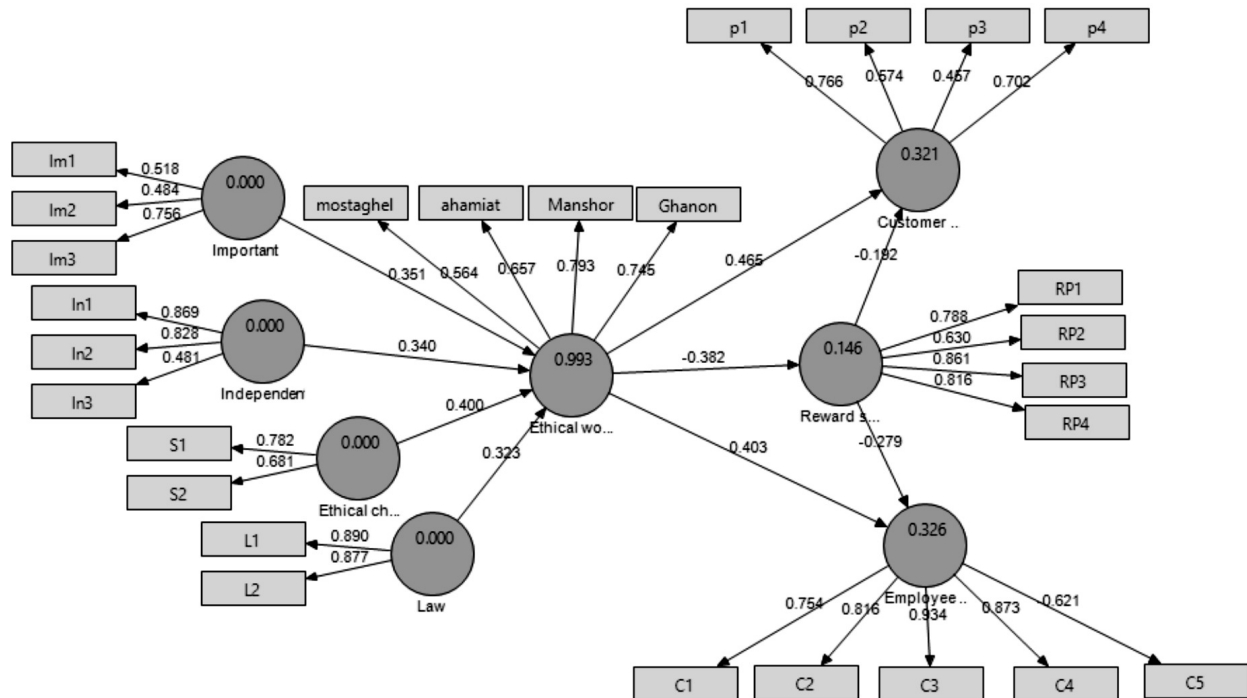 p1
p2
p3
p4
0.766
0.574
0.457
0.702
Im1
Im2
Im3
0.518
0.484
0.756
0.000
Important
mostaghel
ahamiat
Manshor
Ghanon
0.321
Customer ..
0.351
0.564
0.657
0.793
0.745
0.465
-0.192
In1
In2
In3
0.869
0.828
0.481
0.000
Independent
0.340
0.993
Ethical wo...
-0.382
0.146
Reward s...
0.788
0.630
0.861
0.816
RP1
RP2
RP3
RP4
S1
S2
0.782
0.681
0.000
Ethical ch...
0.400
0.323
0.403
-0.279
L1
L2
0.890
0.877
0.000
Law
0.326
Employee ..
0.754
0.816
0.934
0.873
-0.621
C1
C2
C3
C4
C5